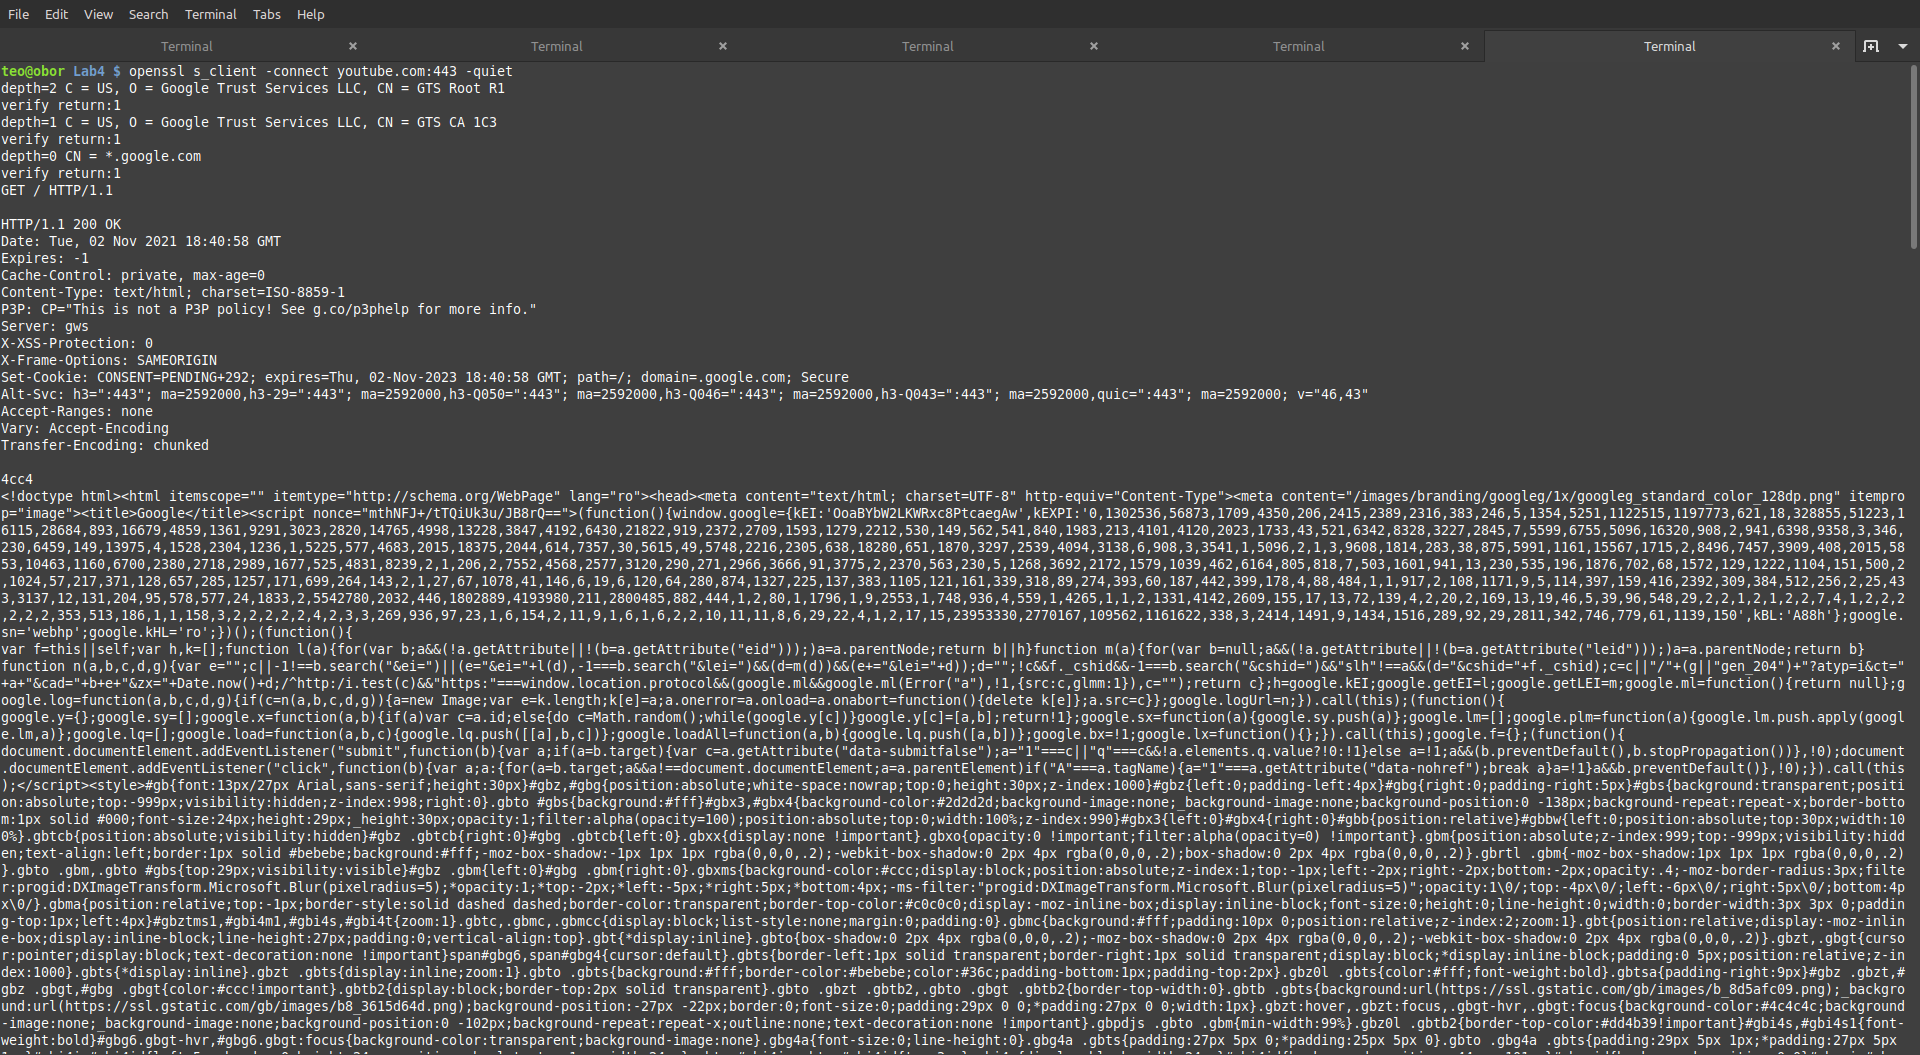 File Edit View Search Terminal Tabs Help
Terminal × Terminal × Terminal × Terminal × Terminal ×
teo@obor Lab4 $ openssl s_client -connect youtube.com:443 -quiet
depth=2 C = US, O = Google Trust Services LLC, CN = GTS Root R1
verify return:1
depth=1 C = US, O = Google Trust Services LLC, CN = GTS CA 1C3
verify return:1
depth=0 CN = *.google.com
verify return:1
GET / HTTP/1.1
HTTP/1.1 200 OK
Date: Tue, 02 Nov 2021 18:40:58 GMT
Expires: -1
Cache-Control: private, max-age=0
Content-Type: text/html; charset=ISO-8859-1
P3P: CP="This is not a P3P policy! See g.co/p3phelp for more info."
Server: gws
X-XSS-Protection: 0
X-Frame-Options: SAMEORIGIN
Set-Cookie: CONSENT=PENDING+292; expires=Thu, 02-Nov-2023 18:40:58 GMT; path=/; domain=.google.com; Secure
Alt-Svc: h3=":443"; ma=2592000,h3-29=":443"; ma=2592000,h3-Q050=":443"; ma=2592000,h3-Q046=":443"; ma=2592000,h3-Q043=":443"; ma=2592000,quic=":443"; ma=2592000; v="46,43"
Accept-Ranges: none
Vary: Accept-Encoding
Transfer-Encoding: chunked
4cc4
<!doctype html><html itemscope="" itemtype="http://schema.org/WebPage" lang="ro"><head><meta content="text/html; charset=UTF-8" http-equiv="Content-Type"><meta content="/images/branding/googleg/1x/googleg_standard_color_128dp.png" itempro
p="image"><title>Google</title><script nonce="mthNFJ+/tTQiUk3u/JB8rQ==">(function(){window.google={kEI:'OoaBYbW2LKWRxc8PtcaegAw',kEXPI:'0,1302536,56873,1709,4350,206,2415,2389,2316,383,246,5,1354,5251,1122515,1197773,621,18,328855,51223,1
6115,28684,893,16679,4859,1361,9291,3023,2820,14765,4998,13228,3847,4192,6430,21822,919,2372,2709,1593,1279,2212,530,149,562,541,840,1983,213,4101,4120,2023,1733,43,521,6342,8328,3227,2845,7,5599,6755,5096,16320,908,2,941,6398,9358,3,346,
230,6459,149,13975,4,1528,2304,1236,1,5225,577,4683,2015,18375,2044,614,7357,30,5615,49,5748,2216,2305,638,18280,651,1870,3297,2539,4094,3138,6,908,3,3541,1,5096,2,1,3,9608,1814,283,38,875,5991,1161,15567,1715,2,8496,7457,3909,408,2015,58
53,10463,1160,6700,2380,2718,2989,1677,525,4831,8239,2,1,206,2,7552,4568,2577,3120,290,271,2966,3666,91,3775,2,2370,563,230,5,1268,3692,2172,1579,1039,462,6164,805,818,7,503,1601,941,13,230,535,196,1876,702,68,1572,129,1222,1104,151,500,2
,1024,57,217,371,128,657,285,1257,171,699,264,143,2,1,27,67,1078,41,146,6,19,6,120,64,280,874,1327,225,137,383,1105,121,161,339,318,89,274,393,60,187,442,399,178,4,88,484,1,1,917,2,108,1171,9,5,114,397,159,416,2392,309,384,512,256,2,25,43
3,3137,12,131,204,95,578,577,24,1833,2,5542780,2032,446,1802889,4193980,211,2800485,882,444,1,2,80,1,1796,1,9,2553,1,748,936,4,559,1,4265,1,1,2,1331,4142,2609,155,17,13,72,139,4,2,20,2,169,13,19,46,5,39,96,548,29,2,2,1,2,1,2,2,7,4,1,2,2,2
,2,2,2,353,513,186,1,1,158,3,2,2,2,2,2,4,2,3,3,269,936,97,23,1,6,154,2,11,9,1,6,1,6,2,2,10,11,11,8,6,29,22,4,1,2,17,15,23953330,2770167,109562,1161622,338,3,2414,1491,9,1434,1516,289,92,29,2811,342,746,779,61,1139,150',kBL:'A88h'};google.
sn='webhp';google.kHL='ro';})();(function(){
var f=this||self;var h,k=[];function l(a){for(var b;a&&(!a.getAttribute||!(b=a.getAttribute("eid")));)a=a.parentNode;return b||h}function m(a){for(var b=null;a&&(!a.getAttribute||!(b=a.getAttribute("leid")));)a=a.parentNode;return b}
function n(a,b,c,d,g){var e="";c||-1!==b.search("&ei=")||(e="&ei="+l(d),-1===b.search("&lei=")&&(d=m(d))&&(e+="&lei="+d));d="";!c&&f._cshid&&-1===b.search("&cshid=")&&"slh"!==a&&(d="&cshid="+f._cshid);c=c||"/"+(g||"gen_204")+"?atyp=i&ct="
+a+"&cad="+b+e+"&zx="+Date.now()+d;/^http:/i.test(c)&&"https:"===window.location.protocol&&(google.ml&&google.ml(Error("a"),!1,{src:c,glmm:1}),c="");return c};h=google.kEI;google.getEI=l;google.getLEI=m;google.ml=function(){return null};g
oogle.log=function(a,b,c,d,g){if(c=n(a,b,c,d,g)){a=new Image;var e=k.length;k[e]=a;a.onerror=a.onload=a.onabort=function(){delete k[e]};a.src=c}};google.logUrl=n;}).call(this);(function(){
google.y={};google.sy=[];google.x=function(a,b){if(a)var c=a.id;else{do c=Math.random();while(google.y[c])}google.y[c]=[a,b];return!1};google.sx=function(a){google.sy.push(a)};google.lm=[];google.plm=function(a){google.lm.push.apply(googl
e.lm,a)};google.lq=[];google.load=function(a,b,c){google.lq.push([[a],b,c])};google.loadAll=function(a,b){google.lq.push([a,b])};google.bx=!1;google.lx=function(){};}).call(this);google.f={};(function(){
document.documentElement.addEventListener("submit",function(b){var a;if(a=b.target){var c=a.getAttribute("data-submitfalse");a="1"===c||"q"===c&&!a.elements.q.value?!0:!1}else a=!1;a&&(b.preventDefault(),b.stopPropagation())},!0);document
.documentElement.addEventListener("click",function(b){var a;a:{for(a=b.target;a&&a!==document.documentElement;a=a.parentElement)if("A"===a.tagName){a="1"===a.getAttribute("data-nohref");break a}a=!1}a&&b.preventDefault()},!0);}).call(this
);</script><style>#gb{font:13px/27px Arial,sans-serif;height:30px}#gbz,#gbg{position:absolute;white-space:nowrap;top:0;height:30px;z-index:1000}#gbz{left:0;padding-left:4px}#gbg{right:0;padding-right:5px}#gbs{background:transparent;positi
on:absolute;top:-999px;visibility:hidden;z-index:998;right:0}.gbto #gbs{background:#fff}#gbx3,#gbx4{background-color:#2d2d2d;background-image:none;_background-image:none;background-position:0 -138px;background-repeat:repeat-x;border-botto
m:1px solid #000;font-size:24px;height:29px;_height:30px;opacity:1;filter:alpha(opacity=100);position:absolute;top:0;width:100%;z-index:990}#gbx3{left:0}#gbx4{right:0}#gbb{position:relative}#gbbw{left:0;position:absolute;top:30px;width:10
0%}.gbtcb{position:absolute;visibility:hidden}#gbz .gbtcb{right:0}#gbg .gbtcb{left:0}.gbxx{display:none !important}.gbxo{opacity:0 !important;filter:alpha(opacity=0) !important}.gbm{position:absolute;z-index:999;top:-999px;visibility:hidd
en;text-align:left;border:1px solid #bebebe;background:#fff;-moz-box-shadow:-1px 1px 1px rgba(0,0,0,.2);-webkit-box-shadow:0 2px 4px rgba(0,0,0,.2);box-shadow:0 2px 4px rgba(0,0,0,.2)}.gbrtl .gbm{-moz-box-shadow:1px 1px 1px rgba(0,0,0,.2)
}.gbto .gbm,.gbto #gbs{top:29px;visibility:visible}#gbz .gbm{left:0}#gbg .gbm{right:0}.gbxms{background-color:#ccc;display:block;position:absolute;z-index:1;top:-1px;left:-2px;right:-2px;bottom:-2px;opacity:.4;-moz-border-radius:3px;filte
r:progid:DXImageTransform.Microsoft.Blur(pixelradius=5);*opacity:1;*top:-2px;*left:-5px;*right:5px;*bottom:4px;-ms-filter:"progid:DXImageTransform.Microsoft.Blur(pixelradius=5)";opacity:1\0/;top:-4px\0/;left:-6px\0/;right:5px\0/;bottom:4p
x\0/}.gbma{position:relative;top:-1px;border-style:solid dashed dashed;border-color:transparent;border-top-color:#c0c0c0;display:-moz-inline-box;display:inline-block;font-size:0;height:0;line-height:0;width:0;border-width:3px 3px 0;paddin
g-top:1px;left:4px}#gbztms1,#gbi4m1,#gbi4s,#gbi4t{zoom:1}.gbtc,.gbmc,.gbmcc{display:block;list-style:none;margin:0;padding:0}.gbmc{background:#fff;padding:10px 0;position:relative;z-index:2;zoom:1}.gbt{position:relative;display:-moz-inlin
e-box;display:inline-block;line-height:27px;padding:0;vertical-align:top}.gbt{*display:inline}.gbto{box-shadow:0 2px 4px rgba(0,0,0,.2);-moz-box-shadow:0 2px 4px rgba(0,0,0,.2);-webkit-box-shadow:0 2px 4px rgba(0,0,0,.2)}.gbzt,.gbgt{curso
r:pointer;display:block;text-decoration:none !important}span#gbg6,span#gbg4{cursor:default}.gbts{border-left:1px solid transparent;border-right:1px solid transparent;display:block;*display:inline-block;padding:0 5px;position:relative;z-in
dex:1000}.gbts{*display:inline}.gbzt .gbts{display:inline;zoom:1}.gbto .gbts{background:#fff;border-color:#bebebe;color:#36c;padding-bottom:1px;padding-top:2px}.gbz0l .gbts{color:#fff;font-weight:bold}.gbtsa{padding-right:9px}#gbz .gbzt,#
gbz .gbgt,#gbg .gbgt{color:#ccc!important}.gbtb2{display:block;border-top:2px solid transparent}.gbto .gbzt .gbtb2,.gbto .gbgt .gbtb2{border-top-width:0}.gbtb .gbts{background:url(https://ssl.gstatic.com/gb/images/b_8d5afc09.png);_backgro
und:url(https://ssl.gstatic.com/gb/images/b8_3615d64d.png);background-position:-27px -22px;border:0;font-size:0;padding:29px 0 0;*padding:27px 0 0;width:1px}.gbzt:hover,.gbzt:focus,.gbgt-hvr,.gbgt:focus{background-color:#4c4c4c;background
-image:none;_background-image:none;background-position:0 -102px;background-repeat:repeat-x;outline:none;text-decoration:none !important}.gbpdjs .gbto .gbm{min-width:99%}.gbz0l .gbtb2{border-top-color:#dd4b39!important}#gbi4s,#gbi4s1{font-
weight:bold}#gbg6.gbgt-hvr,#gbg6.gbgt:focus{background-color:transparent;background-image:none}.gbg4a{font-size:0;line-height:0}.gbg4a .gbts{padding:27px 5px 0;*padding:25px 5px 0}.gbto .gbg4a .gbts{padding:29px 5px 1px;*padding:27px 5px